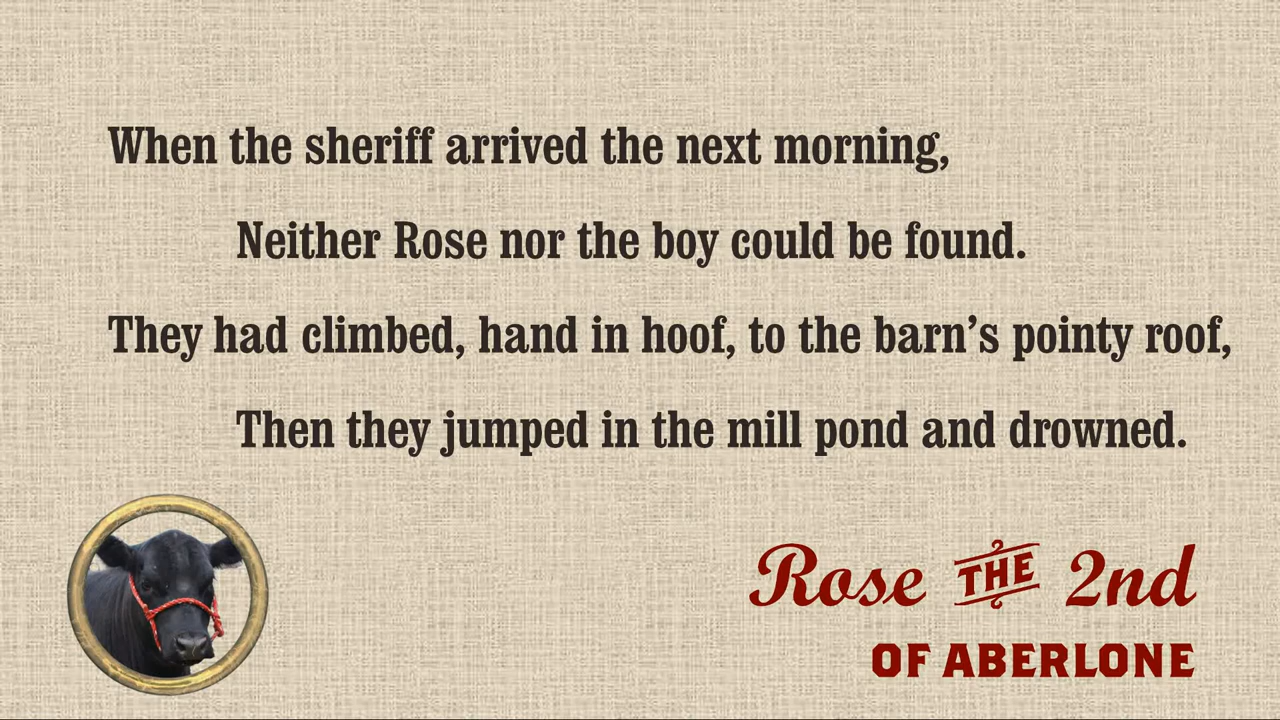 When the sheriff arrived the next morning,
Neither Rose nor the boy could be found.
They had climbed, hand in hoof, to the barn’s pointy roof,
Then they jumped in the mill pond and drowned.
Rose THE 2nd
OF ABERLONE